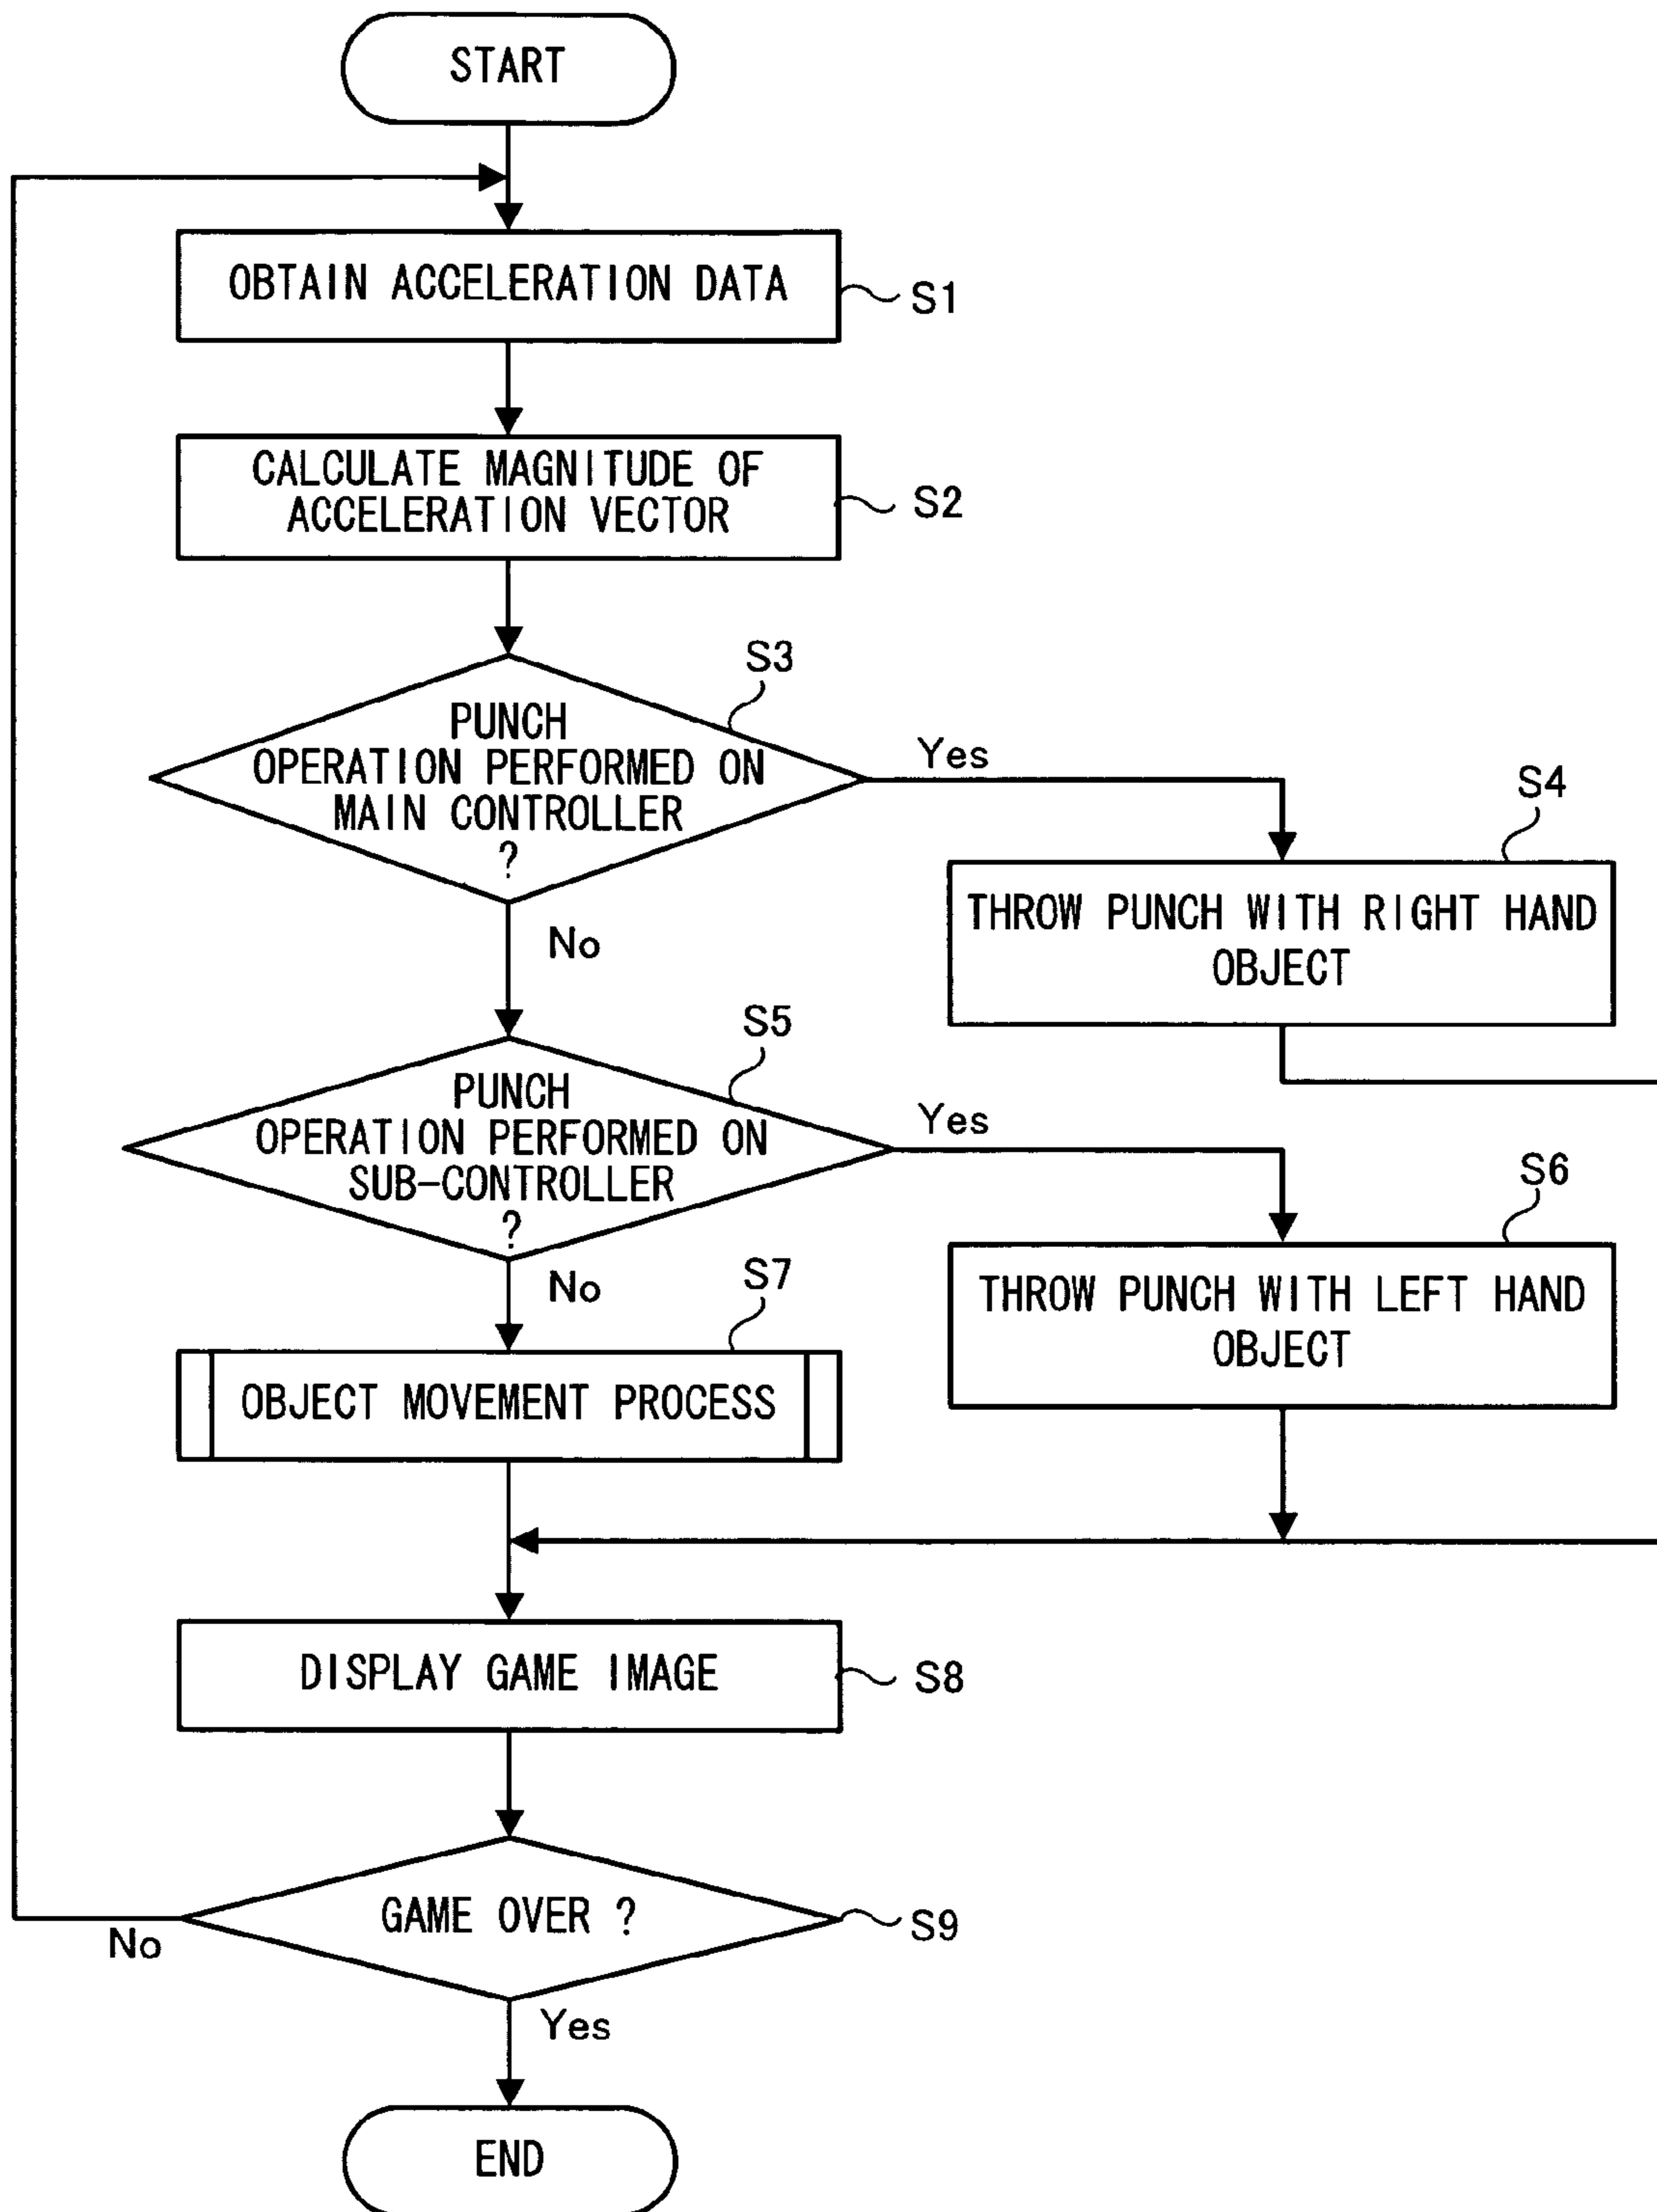 START
OBTAIN ACCELERATION DATA
S1
CALCULATE MAGNITUDE OF
ACCELERATION VECTOR
S2
S3
PUNCH
OPERATION PERFORMED ON
MAIN CONTROLLER
?
Yes
No
S4
THROW PUNCH WITH RIGHT HAND
OBJECT
S5
PUNCH
OPERATION PERFORMED ON
SUB-CONTROLLER
?
Yes
No
S6
THROW PUNCH WITH LEFT HAND
OBJECT
S7
OBJECT MOVEMENT PROCESS
DISPLAY GAME IMAGE
S8
GAME OVER ?
S9
No
Yes
END